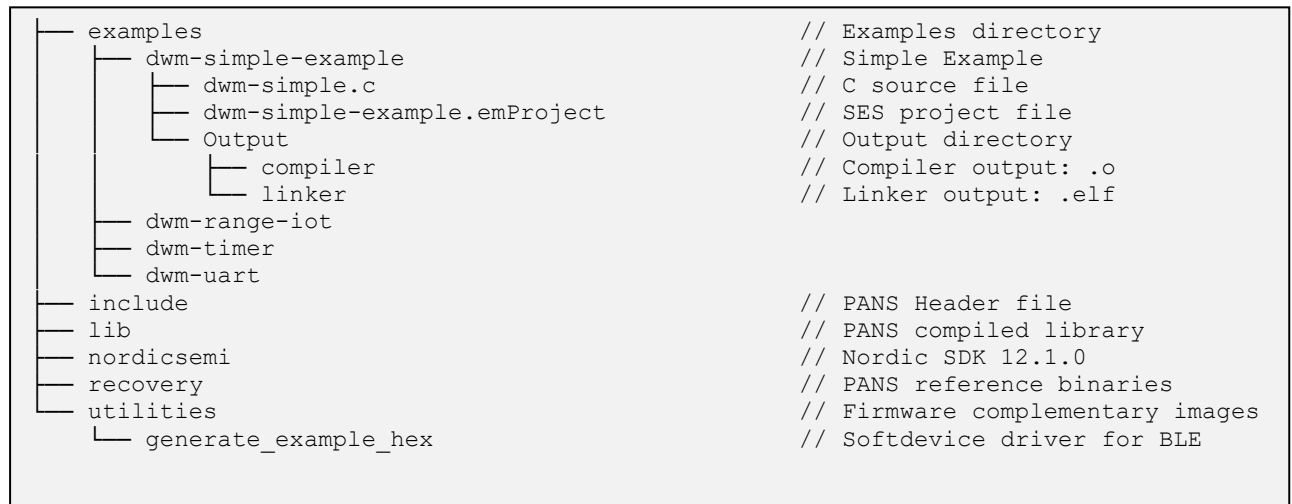 ├── examples // Examples directory
│   ├── dwm-simple-example // Simple Example
│   │   ├── dwm-simple.c // C source file
│   │   ├── dwm-simple-example.emProject // SES project file
│   │   └── Output // Output directory
│   │       ├── compiler // Compiler output: .o
│   │       └── linker // Linker output: .elf
│   ├── dwm-range-iot
│   ├── dwm-timer
│   └── dwm-uart
├── include // PANS Header file
├── lib // PANS compiled library
├── nordicsemi // Nordic SDK 12.1.0
├── recovery // PANS reference binaries
└── utilities // Firmware complementary images
    └── generate_example_hex // Softdevice driver for BLE